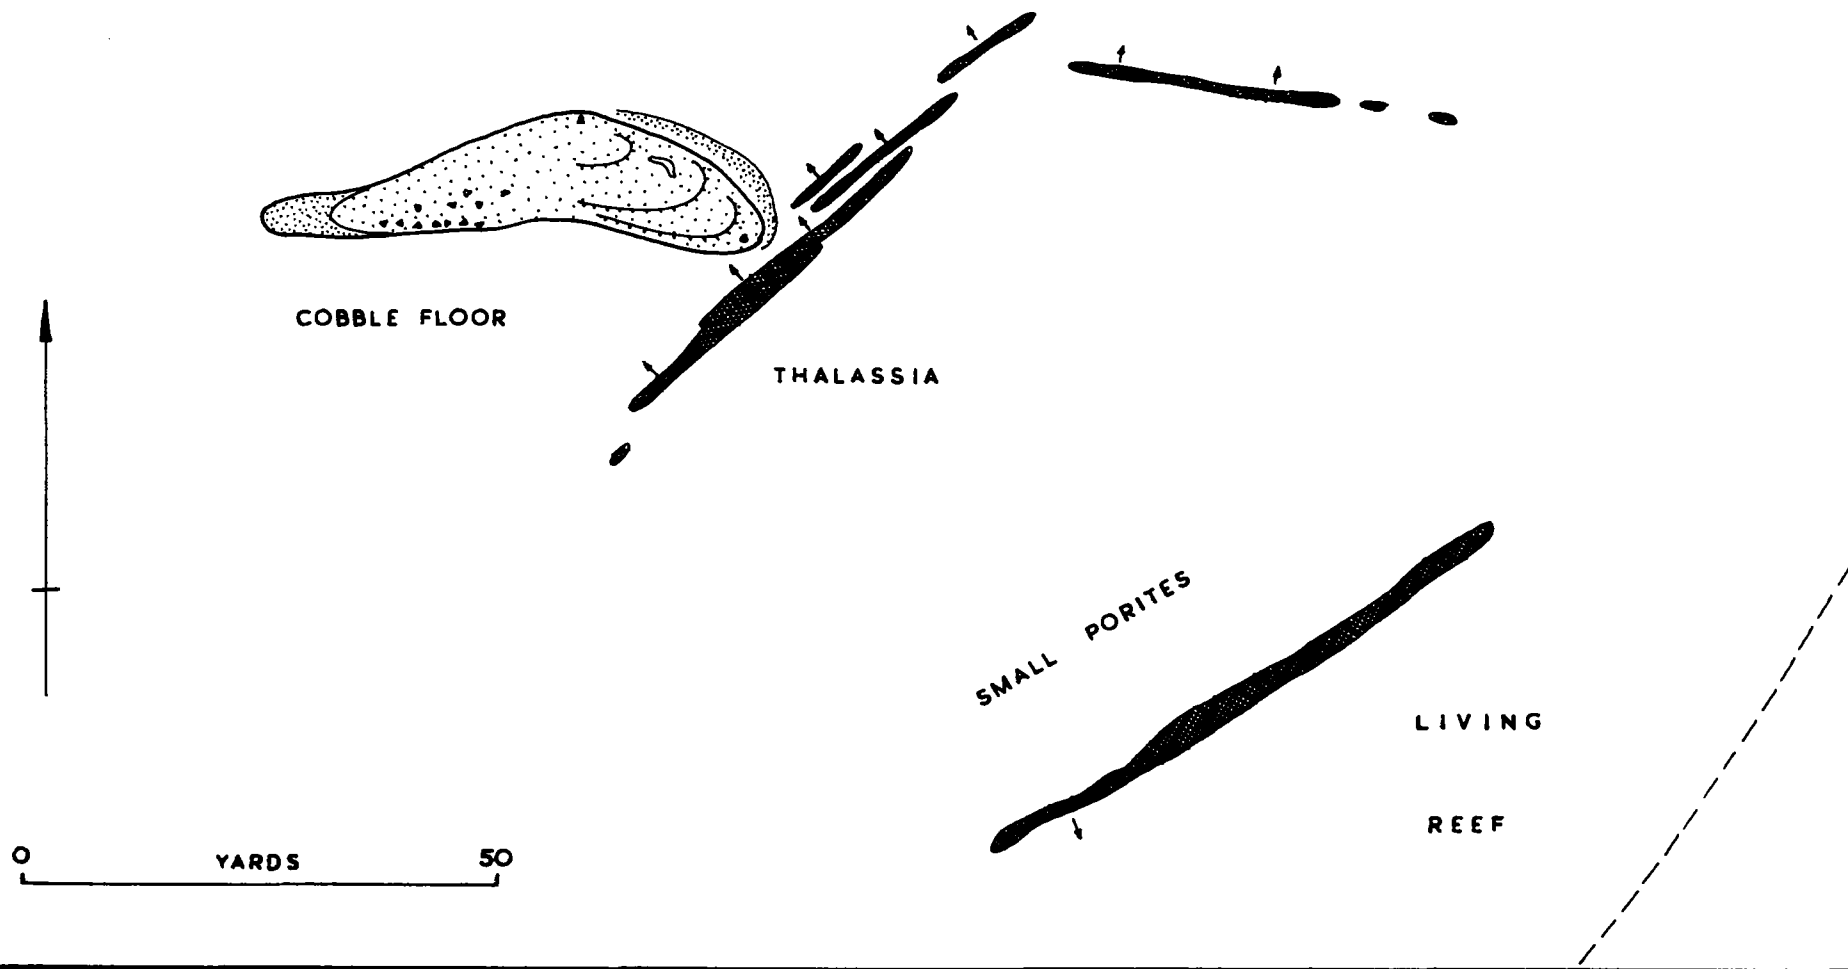 COBBLE FLOOR
THALASSIA
SMALL PORITES
LIVING
REEF
0 YARDS 50